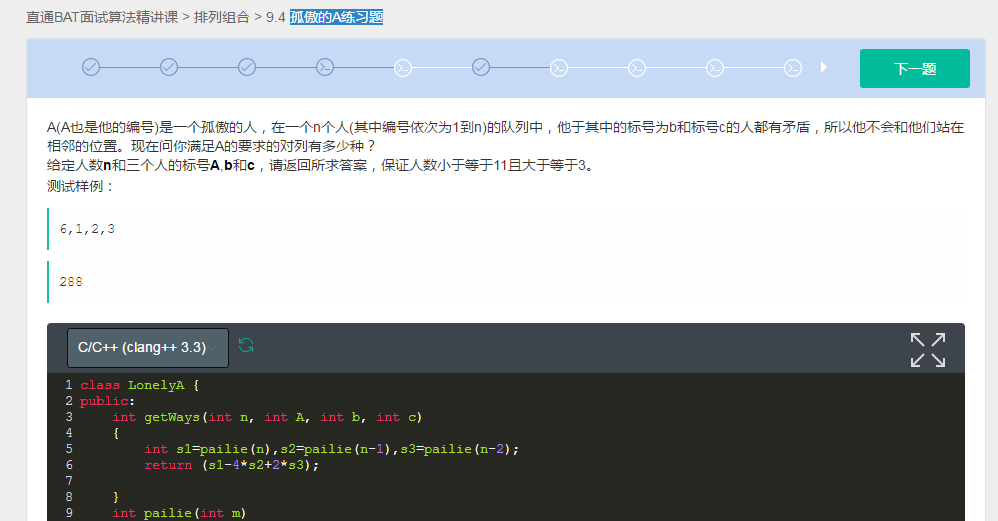 直通BAT面试算法精讲课 > 排列组合 > 9.4 孤傲的A练习题
下一题
A(A也是他的编号)是一个孤傲的人，在一个n个人(其中编号依次为1到n)的队列中，他于其中的标号为b和标号c的人都有矛盾，所以他不会和他们站在
相邻的位置。现在问你满足A的要求的对列有多少种？
给定人数n和三个人的标号A,b和c，请返回所求答案，保证人数小于等于11且大于等于3。
测试样例：
6,1,2,3
288
C/C++ (clang++ 3.3)
1 class LonelyA {
2 public:
3     int getWays(int n, int A, int b, int c)
4     {
5         int s1=pailie(n),s2=pailie(n-1),s3=pailie(n-2);
6         return (s1-4*s2+2*s3);
7
8     }
9     int pailie(int m)